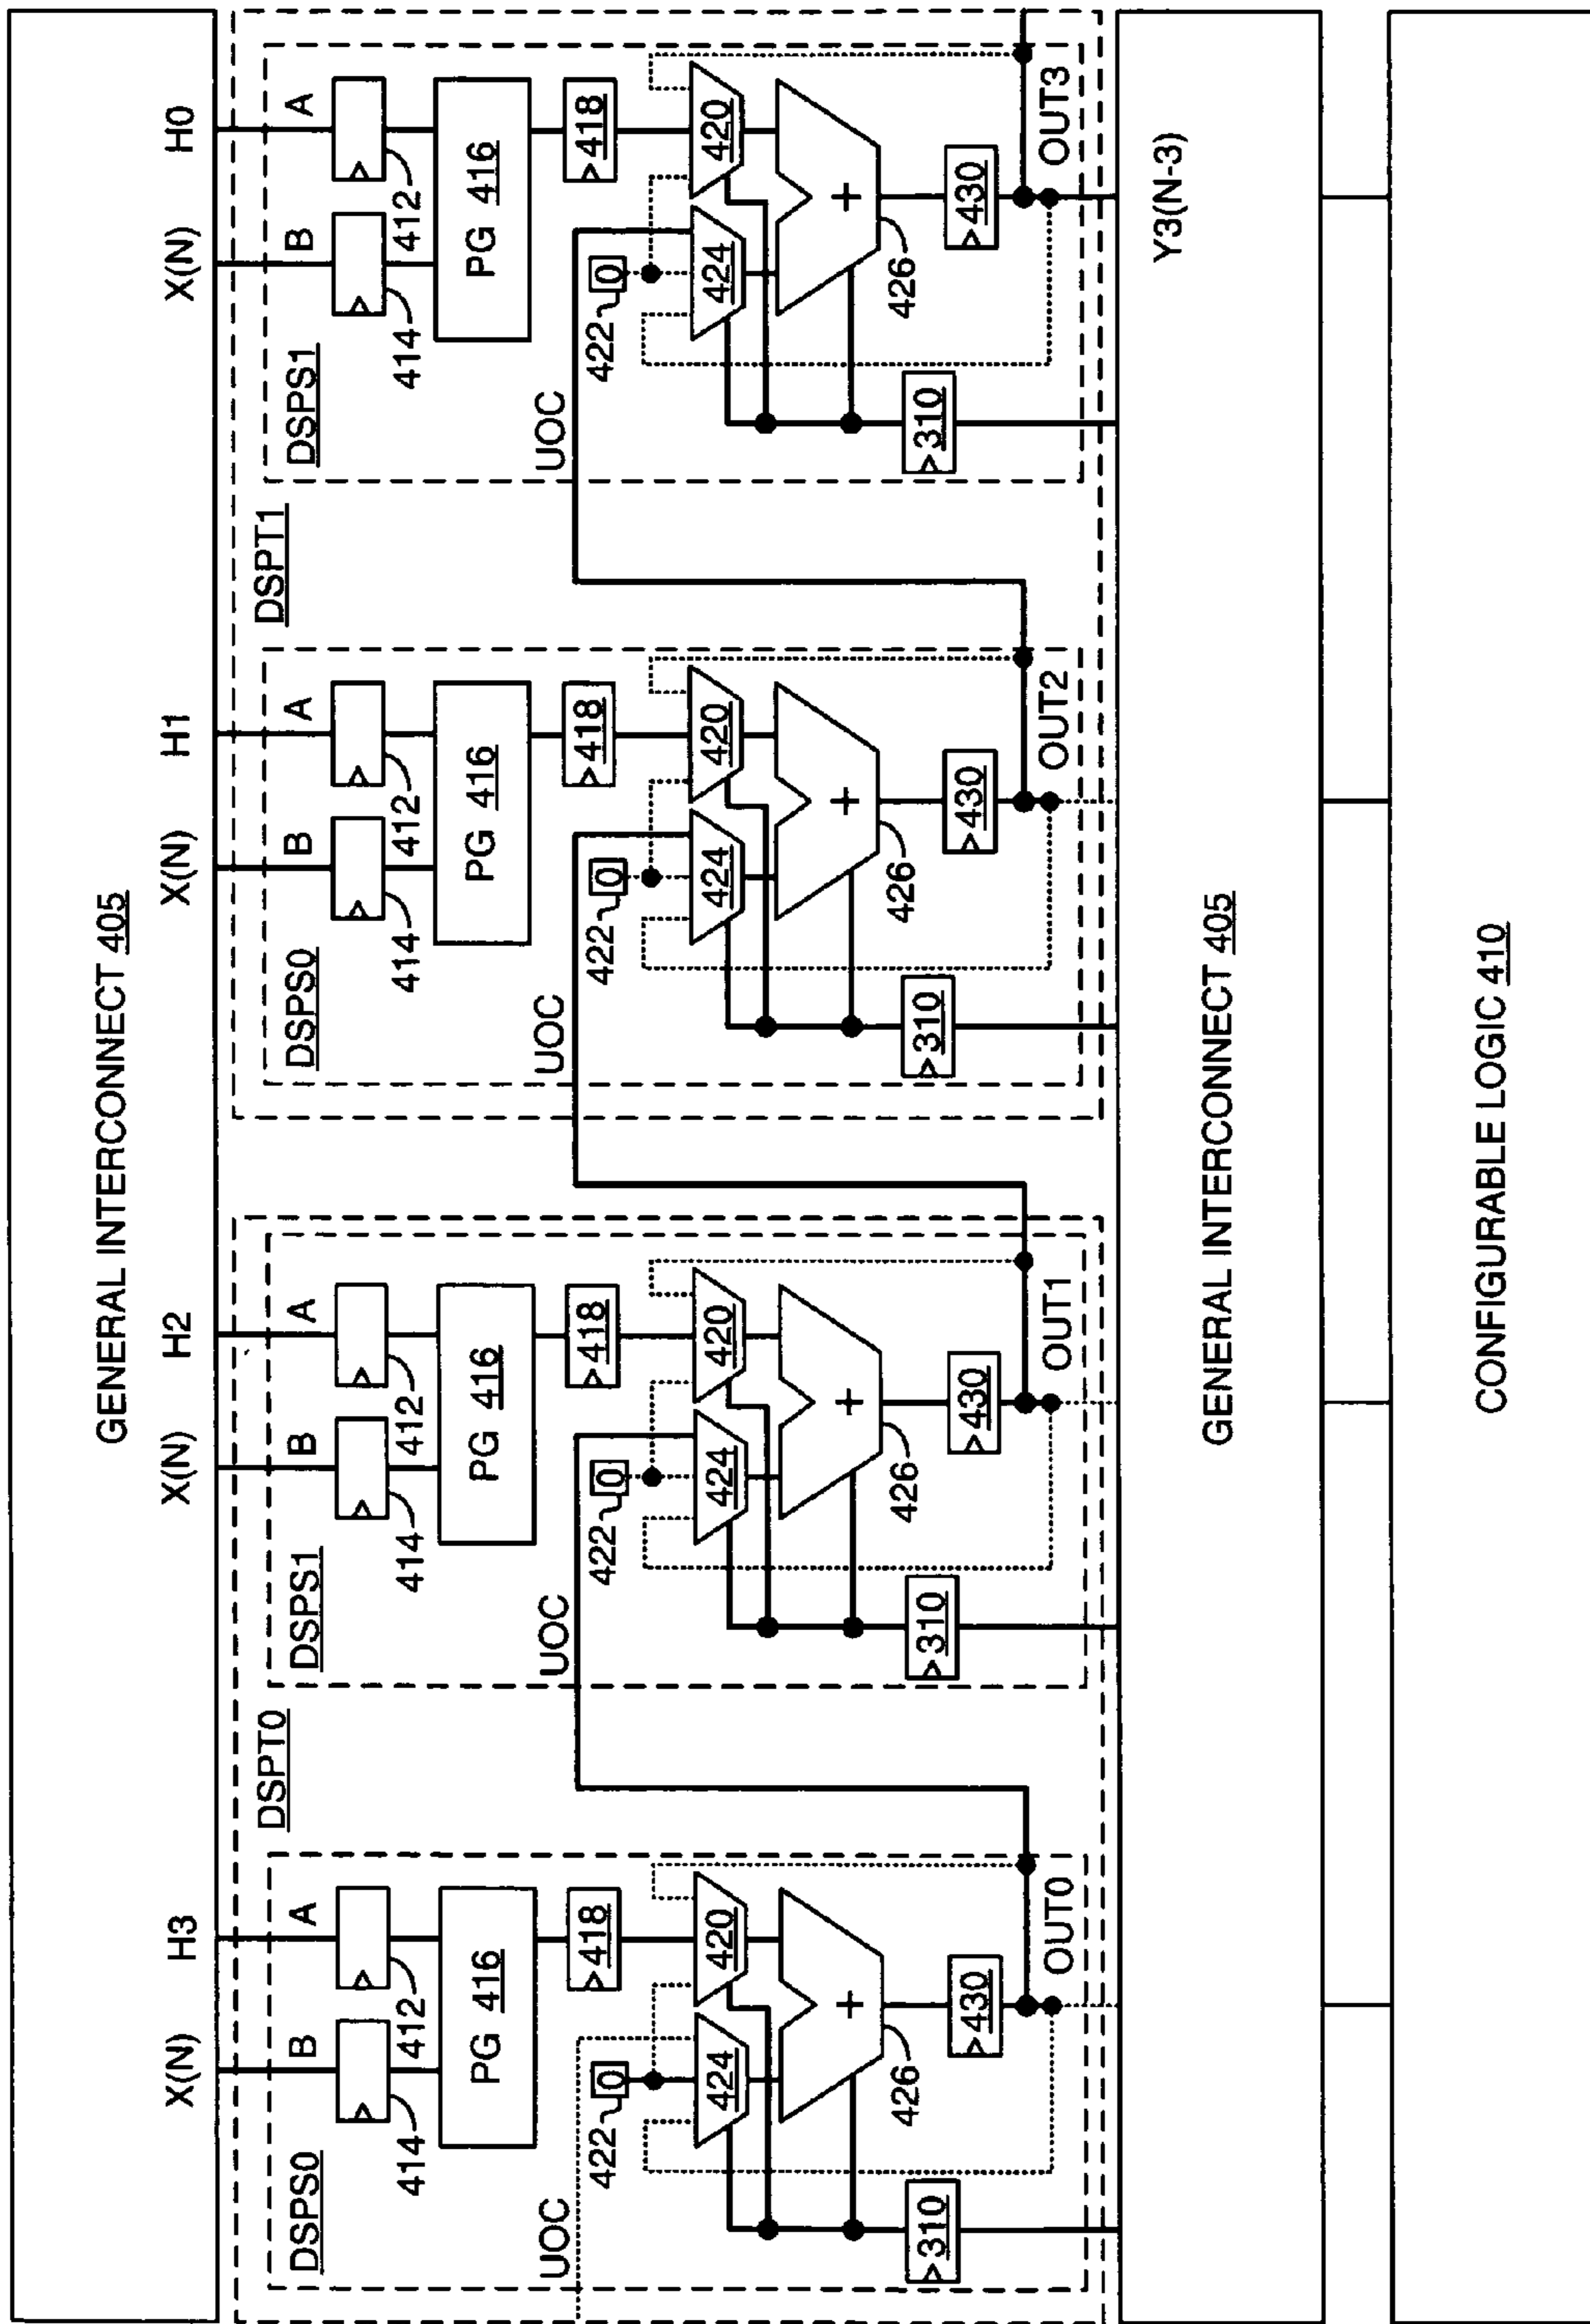 GENERAL INTERCONNECT 405
X(N) H3 X(N) H2 X(N) H1 X(N) H0
DSPT0
DSPT1
DSPS0
B A
414 412
PG 416
>418
UOC
422 0
424 420
+
426
>310 >430
OUT0
DSPS1
B A
414 412
PG 416
>418
UOC
422 0
424 420
+
426
>310 >430
OUT1
DSPS0
B A
414 412
PG 416
>418
UOC
422 0
424 420
+
426
>310 >430
OUT2
DSPS1
B A
414 412
PG 416
>418
UOC
422 0
424 420
+
426
>310 >430
OUT3
Y3(N-3)
GENERAL INTERCONNECT 405
CONFIGURABLE LOGIC 410